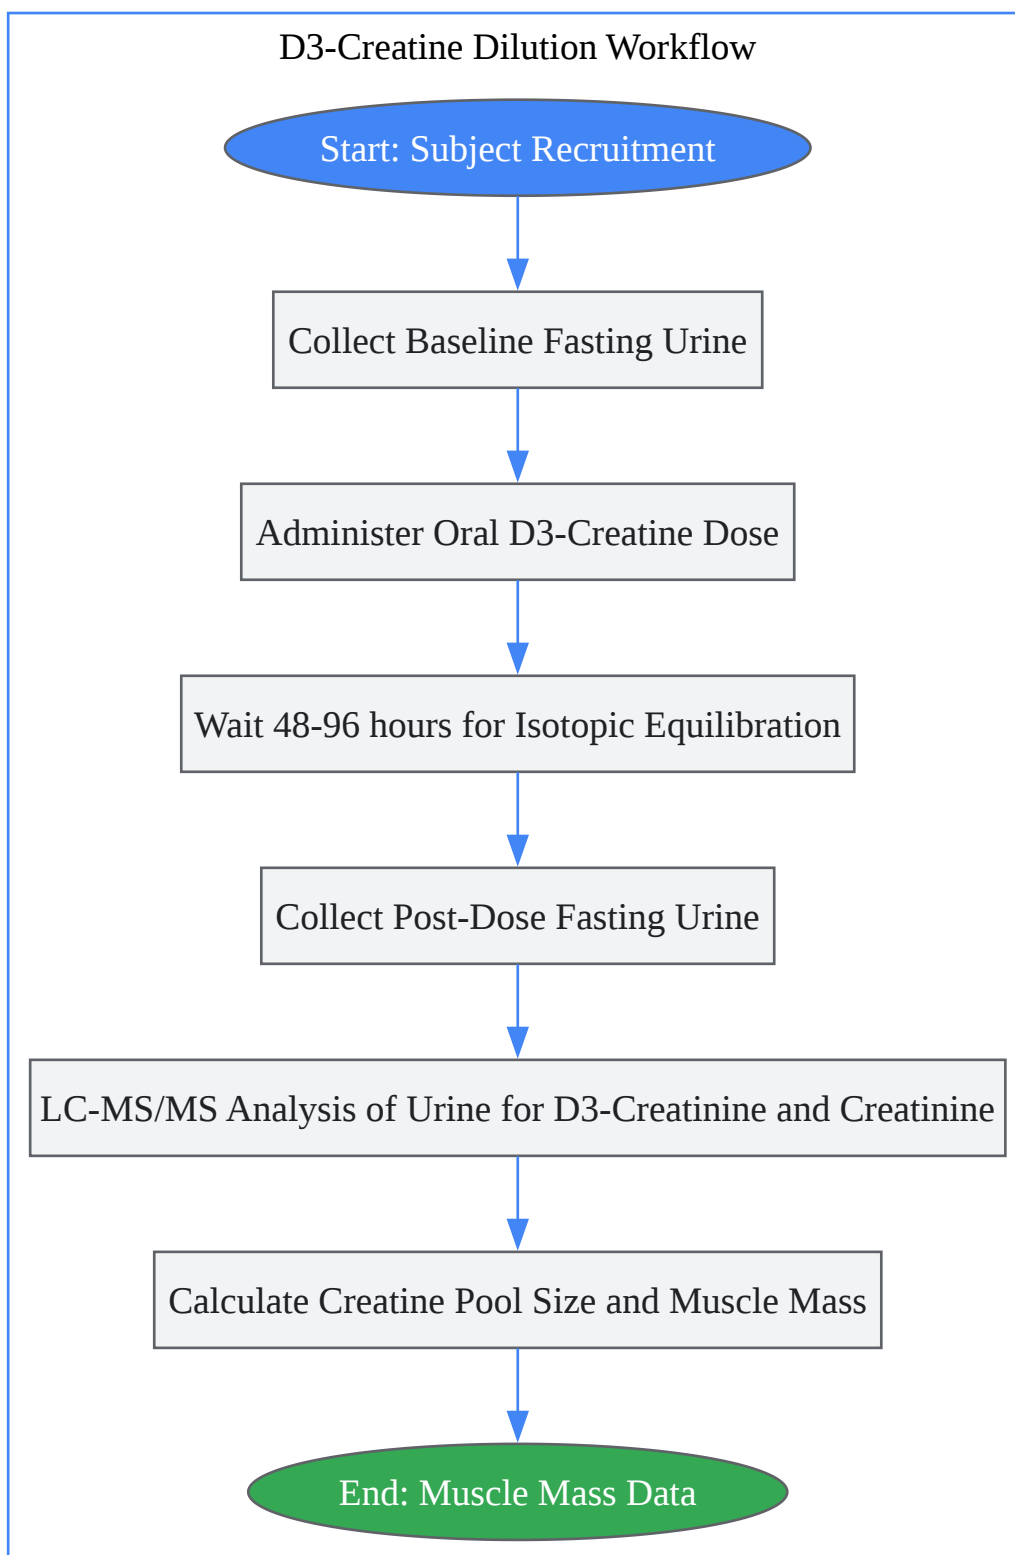 D3-Creatine Dilution Workflow
Start: Subject Recruitment
Collect Baseline Fasting Urine
Administer Oral D3-Creatine Dose
Wait 48-96 hours for Isotopic Equilibration
Collect Post-Dose Fasting Urine
LC-MS/MS Analysis of Urine for D3-Creatinine and Creatinine
Calculate Creatine Pool Size and Muscle Mass
End: Muscle Mass Data